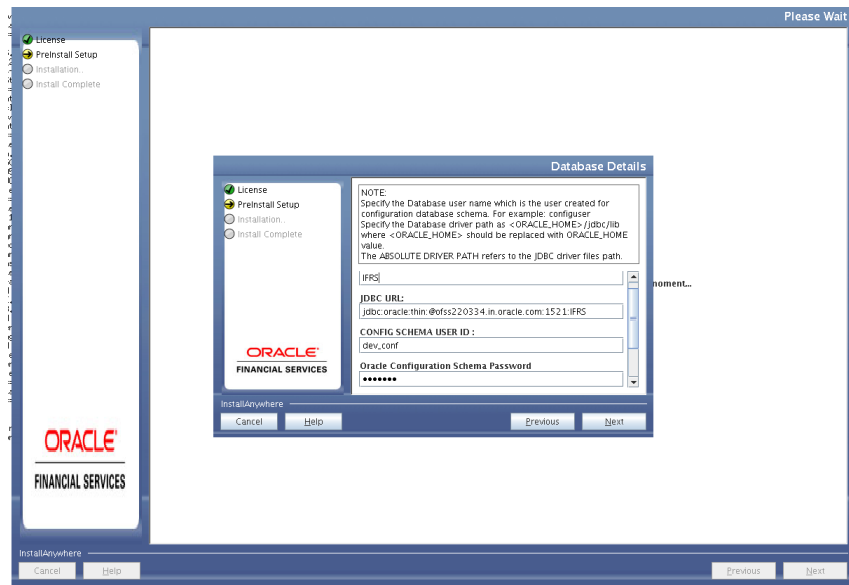 Please Wait
License
PreInstall Setup
Installation..
Install Complete
Database Details
License
PreInstall Setup
Installation..
Install Complete
NOTE:
Specify the Database user name which is the user created for
configuration database schema. For example: configuser
Specify the Database driver path as <ORACLE_HOME>/jdbc/lib
where <ORACLE_HOME> should be replaced with ORACLE_HOME
value.
The ABSOLUTE DRIVER PATH refers to the JDBC driver files path.
IFRS
JDBC URL:
jdbc:oracle:thin:@ofss220334.in.oracle.com:1521:IFRS
CONFIG SCHEMA USER ID :
dev_conf
Oracle Configuration Schema Password
•••••••
noment...
ORACLE
FINANCIAL SERVICES
InstallAnywhere
Cancel
Help
Previous
Next
ORACLE
FINANCIAL SERVICES
InstallAnywhere
Cancel
Help
Previous
Next